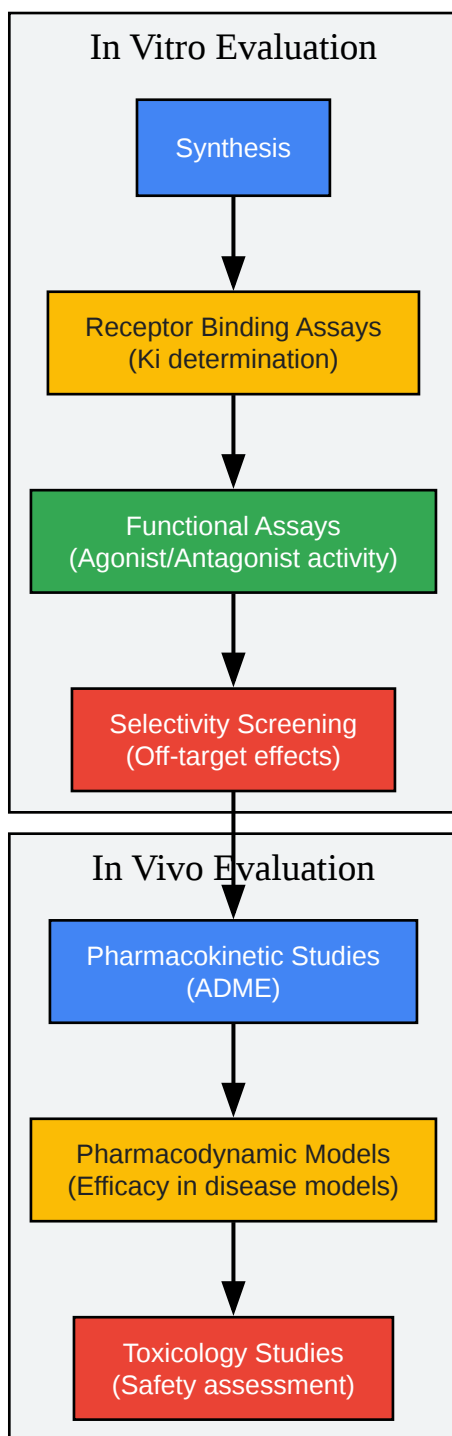 In Vitro Evaluation
Synthesis
Receptor Binding Assays
(Ki determination)
Functional Assays
(Agonist/Antagonist activity)
Selectivity Screening
(Off-target effects)
In Vivo Evaluation
Pharmacokinetic Studies
(ADME)
Pharmacodynamic Models
(Efficacy in disease models)
Toxicology Studies
(Safety assessment)